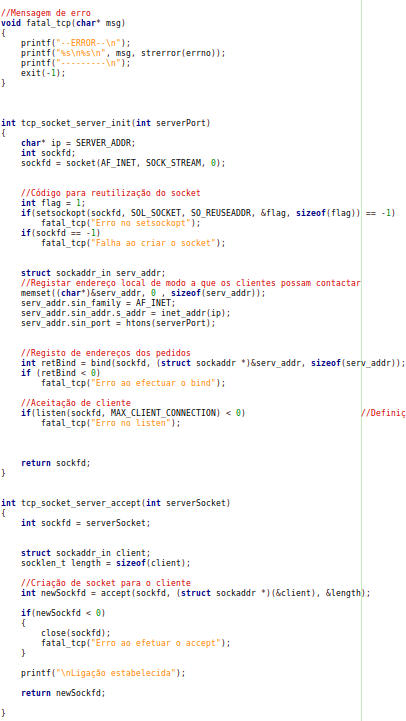 //Mensagem de erro
void fatal_tcp(char* msg)
{
    printf("--ERROR--\n");
    printf("%s\n%s\n", msg, strerror(errno));
    printf("---------\n");
    exit(-1);
}
int tcp_socket_server_init(int serverPort)
{
    char* ip = SERVER_ADDR;
    int sockfd;
    sockfd = socket(AF_INET, SOCK_STREAM, 0);
    //Código para reutilização do socket
    int flag = 1;
    if(setsockopt(sockfd, SOL_SOCKET, SO_REUSEADDR, &flag, sizeof(flag)) == -1)
        fatal_tcp("Erro no setsockopt");
    if(sockfd == -1)
        fatal_tcp("Falha ao criar o socket");
    struct sockaddr_in serv_addr;
    //Registar endereço local de modo a que os clientes possam contactar
    memset((char*)&serv_addr, 0 , sizeof(serv_addr));
    serv_addr.sin_family = AF_INET;
    serv_addr.sin_addr.s_addr = inet_addr(ip);
    serv_addr.sin_port = htons(serverPort);
    //Registo de endereços dos pedidos
    int retBind = bind(sockfd, (struct sockaddr *)&serv_addr, sizeof(serv_addr));
    if (retBind < 0)
        fatal_tcp("Erro ao efectuar o bind");
    //Aceitação de cliente
    if(listen(sockfd, MAX_CLIENT_CONNECTION) < 0) //Definiç
        fatal_tcp("Erro no listen");
    return sockfd;
}
int tcp_socket_server_accept(int serverSocket)
{
    int sockfd = serverSocket;
    struct sockaddr_in client;
    socklen_t length = sizeof(client);
    //Criação de socket para o cliente
    int newSockfd = accept(sockfd, (struct sockaddr *)(&client), &length);
    if(newSockfd < 0)
    {
        close(sockfd);
        fatal_tcp("Erro ao efetuar o accept");
    }
    printf("\nLigação estabelecida");
    return newSockfd;
}